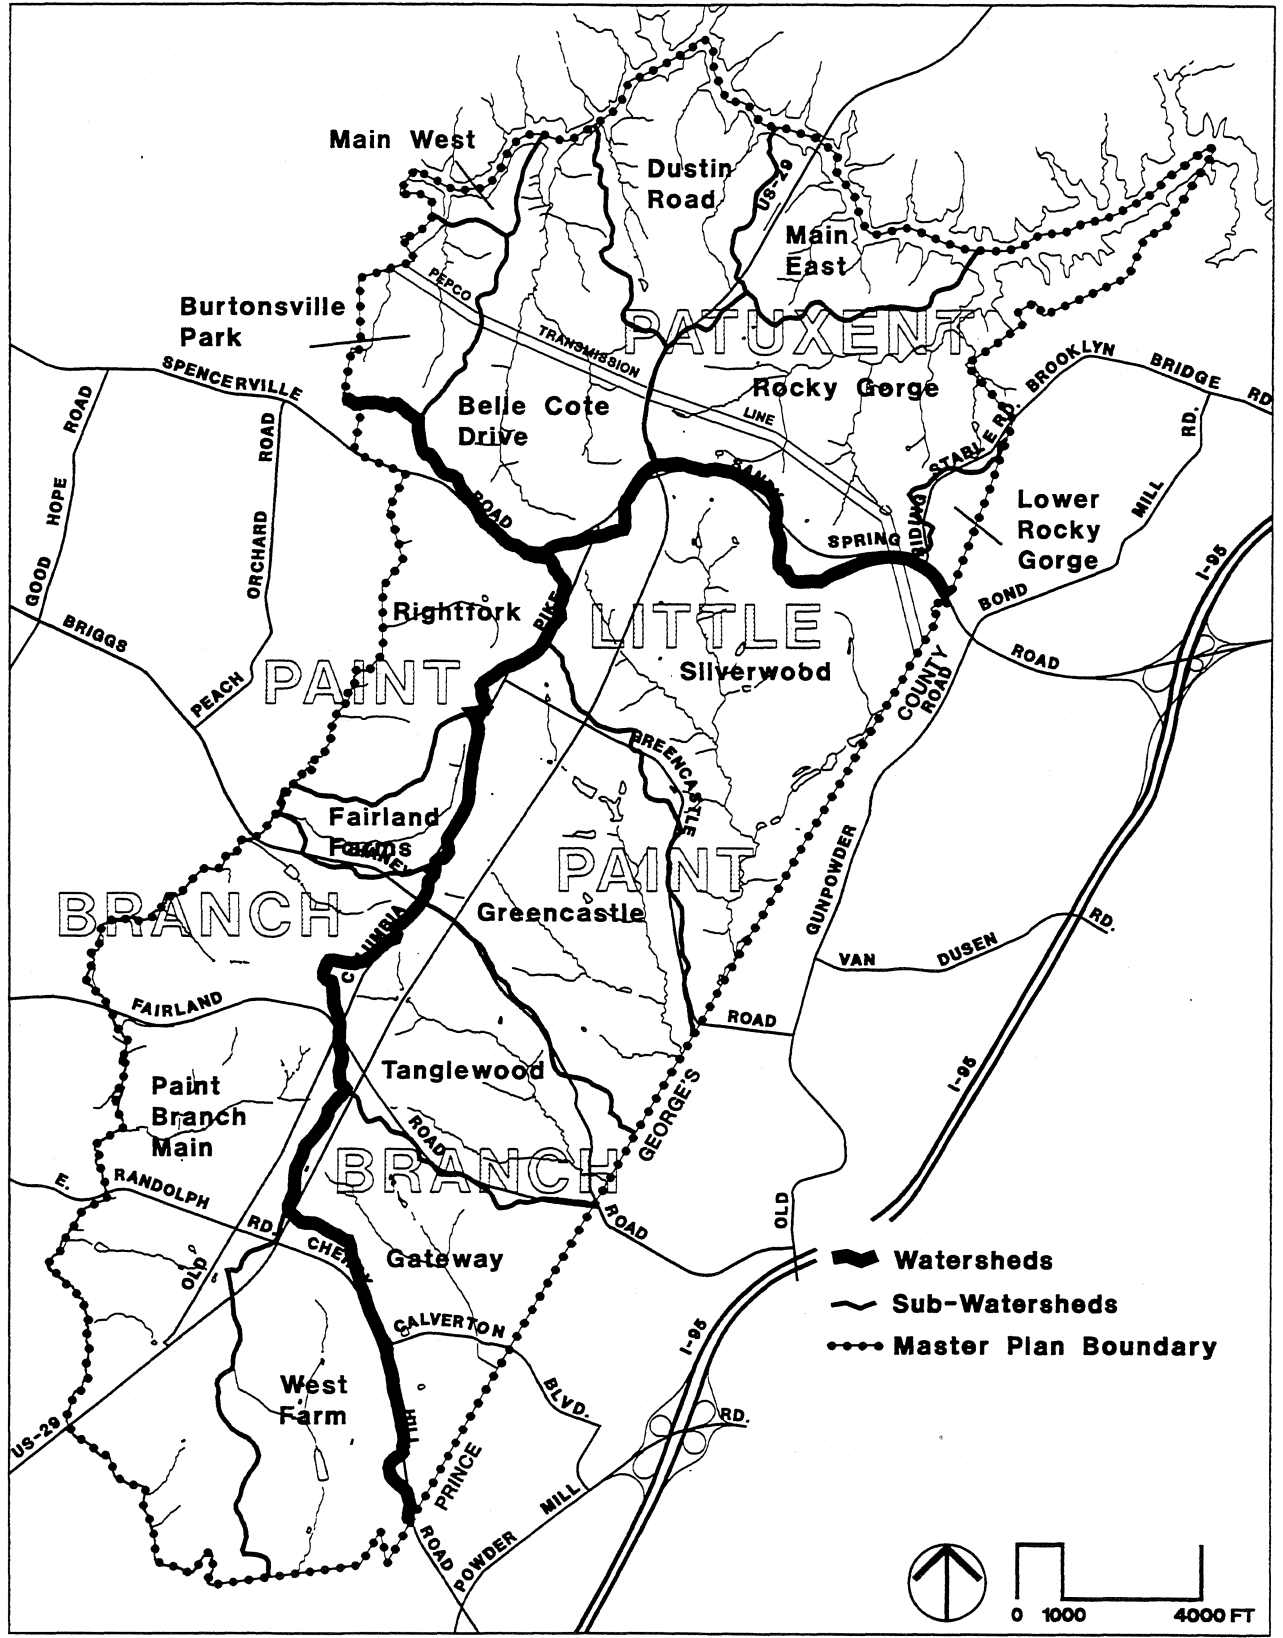 Main West
Dustin
Road
US-29
Main
East
PEPCO
TRANSMISSION
LINE
Burtonsville
Park
PATUXENT
SPENCERVILLE
ROAD
Belle Cote
Drive
Rocky Gorge
BROOKLYN
BRIDGE
RD
ROAD
ROAD
GOOD
HOPE
ORCHARD
PEACH
SANDY
SPRING
RIDING
STABLE RD.
Lower
Rocky
Gorge
RD.
MILL
BOND
ROAD
I-95
BRIGGS
Rightfork
PIKE
LITTLE
Silverwood
COUNTY
ROAD
PAINT
GREENCASTLE
Fairland
Farms
PAINT
BRANCH
Greencastle
COLUMBIA
GUNPOWDER
VAN
DUSEN
RD.
FAIRLAND
ROAD
I-95
Tanglewood
Paint
Branch
Main
ROAD
GEORGE'S
BRANCH
E.
RANDOLPH
RD.
OLD
CHERRY
Gateway
ROAD
OLD
CALVERTON
BLVD.
West
Farm
HILL
US-29
PRINCE
ROAD
POWDER
MILL
RD.
I-95
Watersheds
Sub-Watersheds
Master Plan Boundary
0 1000 4000 FT